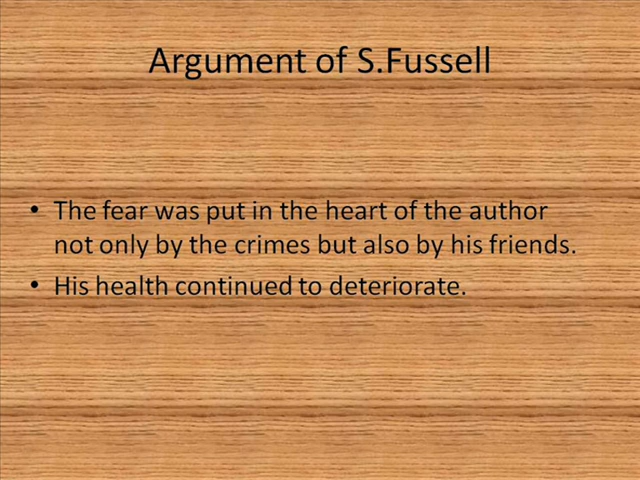 Argument of S.Fussell
• The fear was put in the heart of the author
not only by the crimes but also by his friends.
• His health continued to deteriorate.